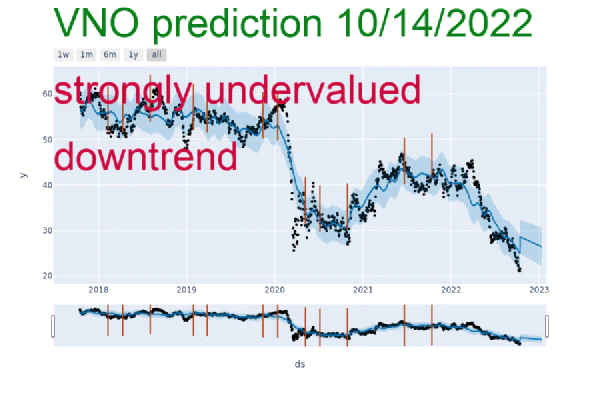 VNO prediction 10/14/2022
1w 1m 6m 1y all
strongly undervalued
downtrend
60
50
40
30
20
y
2018 2019 2020 2021 2022 2023
ds